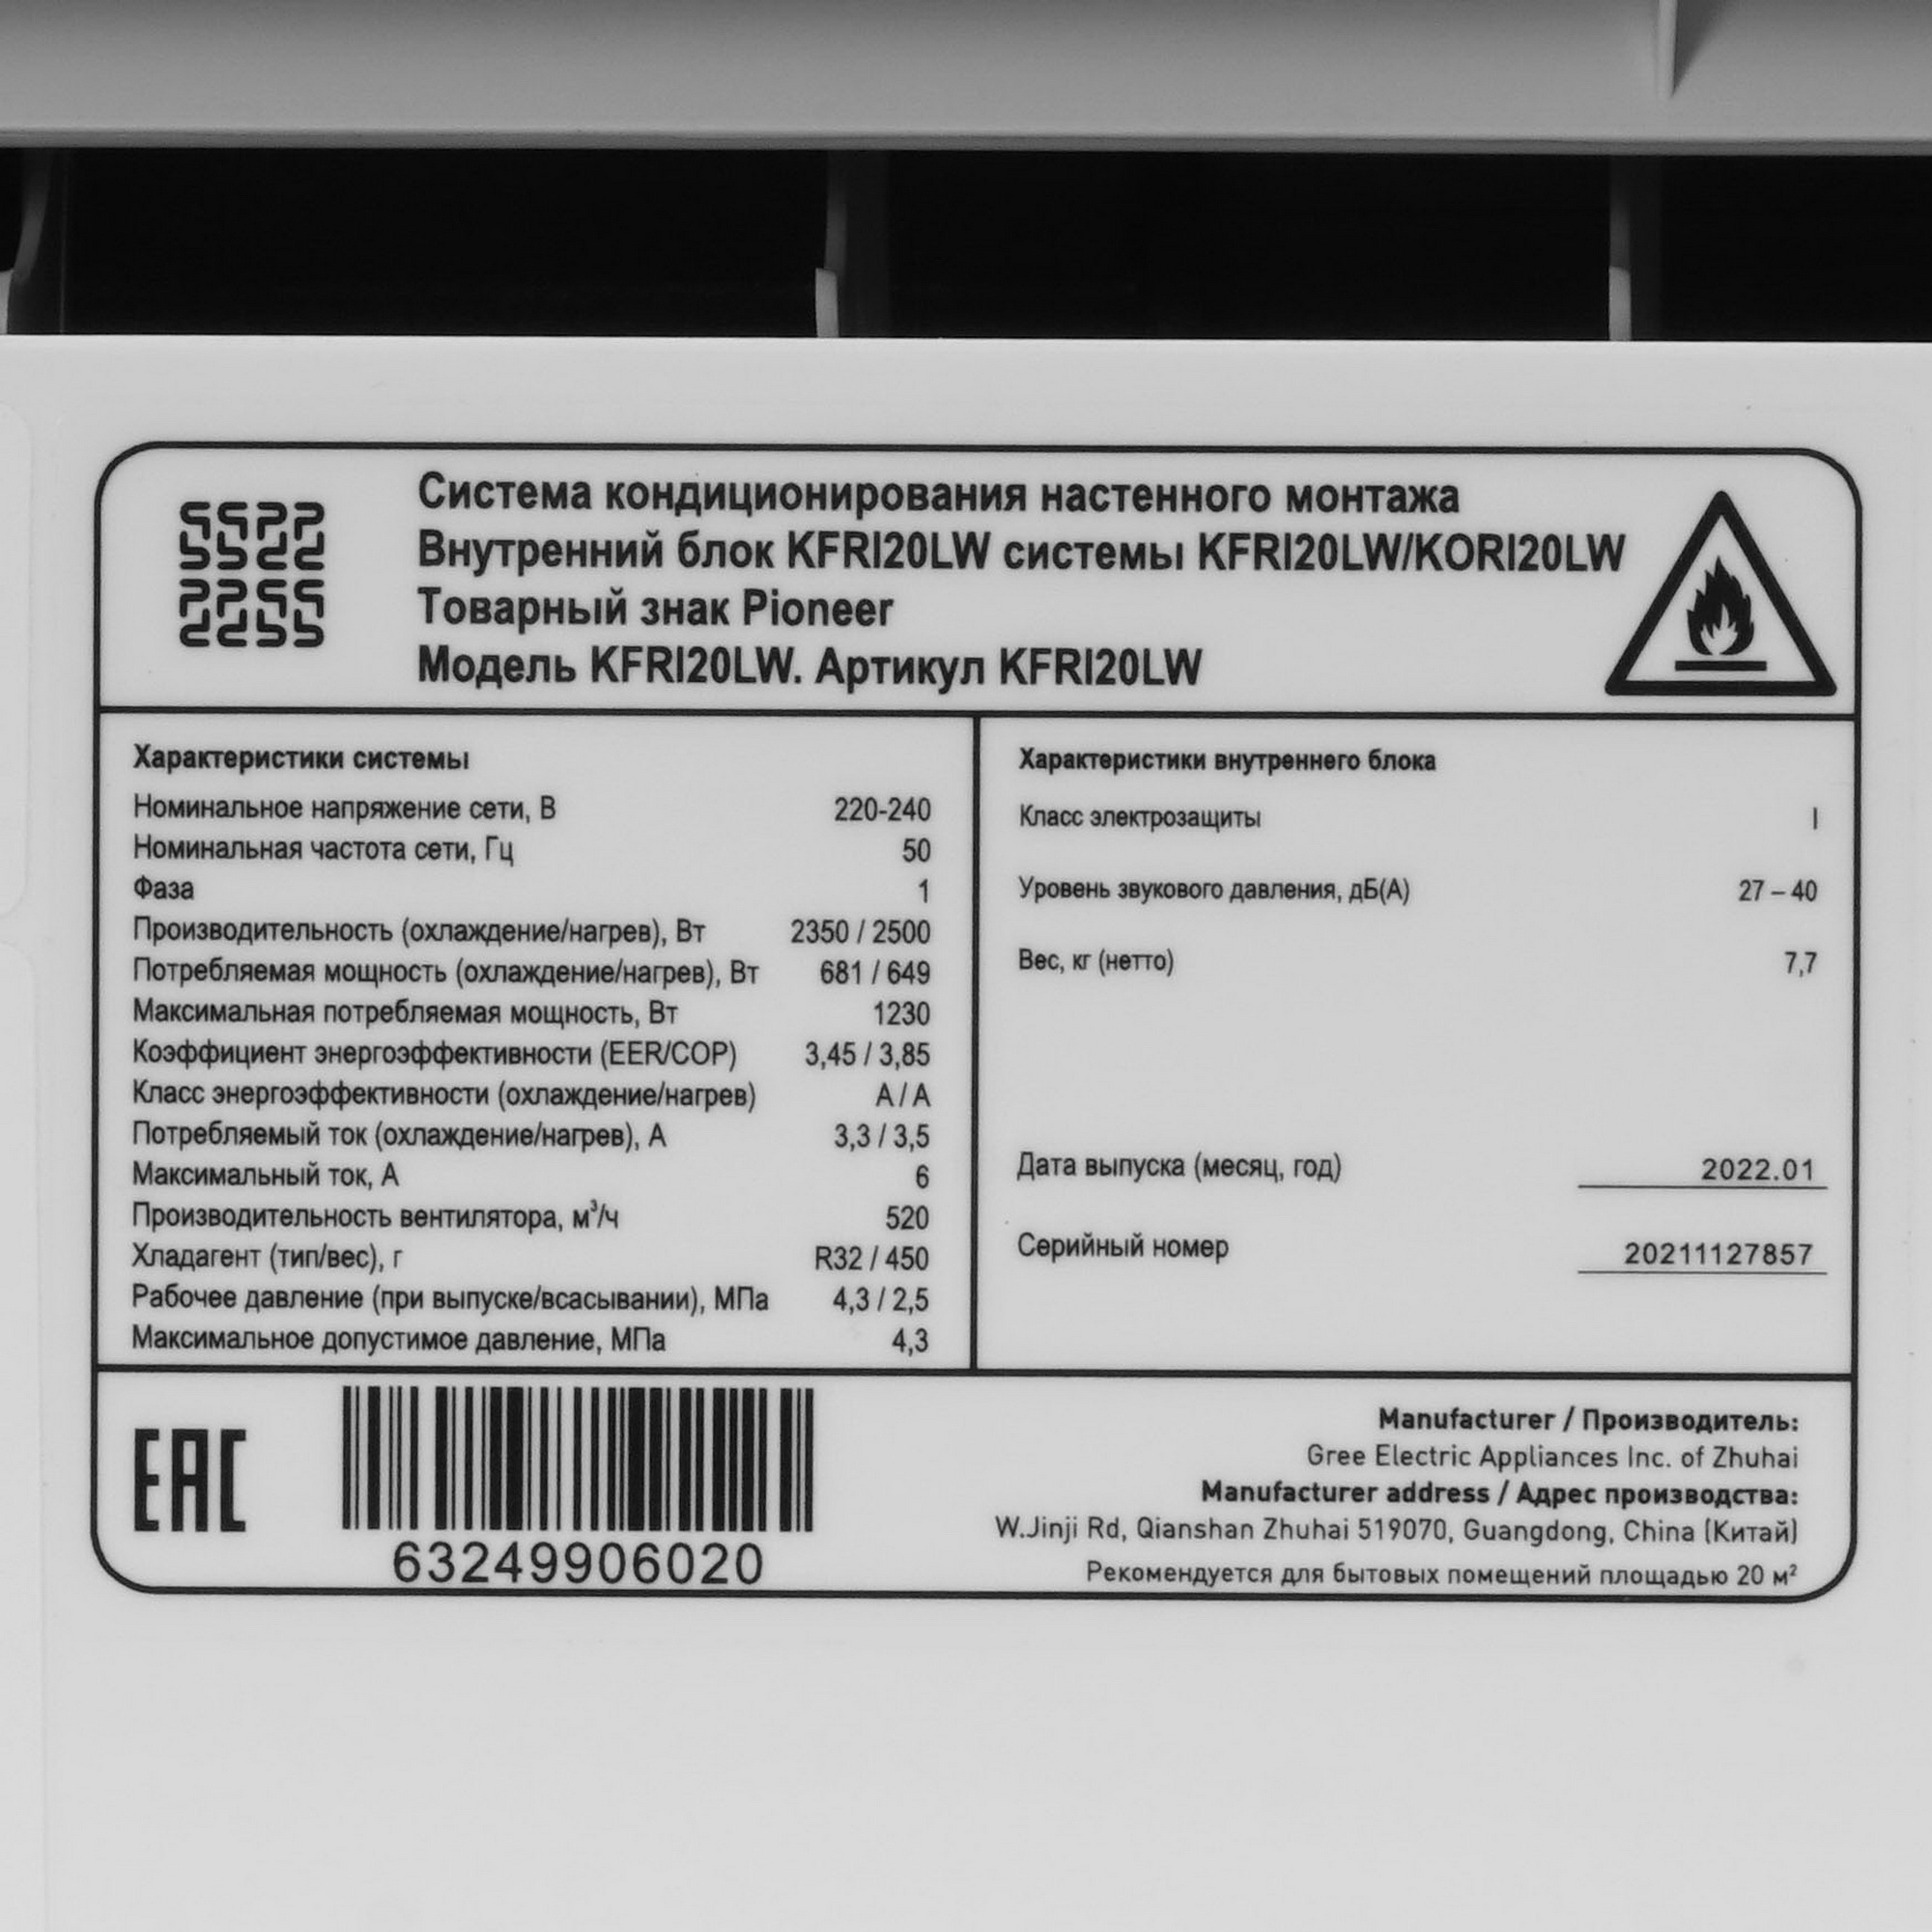 Система кондиционирования настенного монтажа
Внутренний блок KFRI20LW системы KFRI20LW/KORI20LW
Товарный знак Pioneer
Модель KFRI20LW. Артикул KFRI20LW
Характеристики системы
Номинальное напряжение сети, В 220-240
Номинальная частота сети, Гц 50
Фаза 1
Производительность (охлаждение/нагрев), Вт 2350 / 2500
Потребляемая мощность (охлаждение/нагрев), Вт 681 / 649
Максимальная потребляемая мощность, Вт 1230
Коэффициент энергоэффективности (EER/COP) 3,45 / 3,85
Класс энергоэффективности (охлаждение/нагрев) A / A
Потребляемый ток (охлаждение/нагрев), А 3,3 / 3,5
Максимальный ток, А 6
Производительность вентилятора, м³/ч 520
Хладагент (тип/вес), г R32 / 450
Рабочее давление (при выпуске/всасывании), МПа 4,3 / 2,5
Максимальное допустимое давление, МПа 4,3
Характеристики внутреннего блока
Класс электрозащиты I
Уровень звукового давления, дБ(А) 27 – 40
Вес, кг (нетто) 7,7
Дата выпуска (месяц, год) 2022.01
Серийный номер 20211127857
EAC
63249906020
Manufacturer / Производитель:
Gree Electric Appliances Inc. of Zhuhai
Manufacturer address / Адрес производства:
W.Jinji Rd, Qianshan Zhuhai 519070, Guangdong, China (Китай)
Рекомендуется для бытовых помещений площадью 20 м²